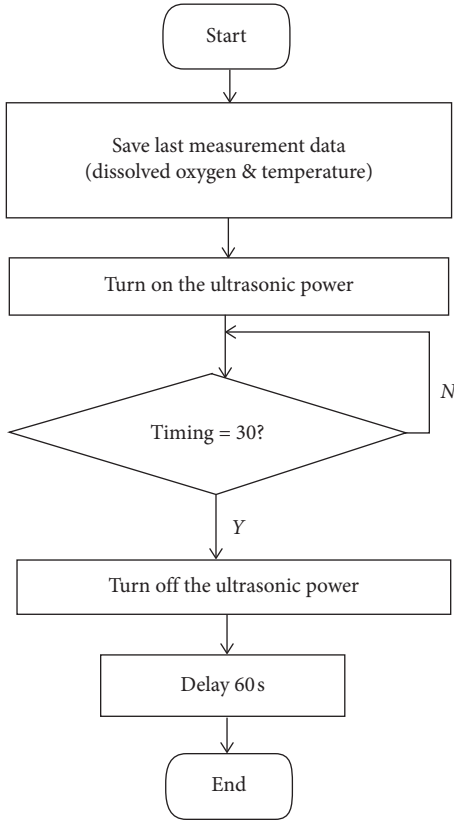 Start
Save last measurement data
(dissolved oxygen & temperature)
Turn on the ultrasonic power
N
Timing = 30?
Y
Turn off the ultrasonic power
Delay 60 s
End